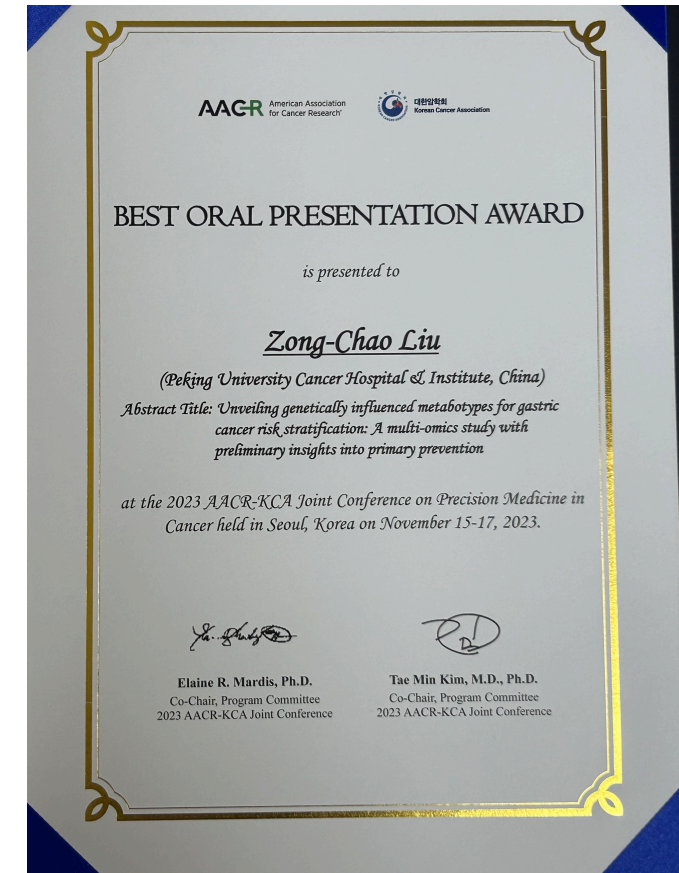 AACR American Association
for Cancer Research®
대한암학회
Korean Cancer Association
BEST ORAL PRESENTATION AWARD
is presented to
Zong-Chao Liu
(Peking University Cancer Hospital & Institute, China)
Abstract Title: Unveiling genetically influenced metabotypes for gastric
cancer risk stratification: A multi-omics study with
preliminary insights into primary prevention
at the 2023 AACR-KCA Joint Conference on Precision Medicine in
Cancer held in Seoul, Korea on November 15-17, 2023.
Elaine R. Mardis, Ph.D.
Co-Chair, Program Committee
2023 AACR-KCA Joint Conference
Tae Min Kim, M.D., Ph.D.
Co-Chair, Program Committee
2023 AACR-KCA Joint Conference